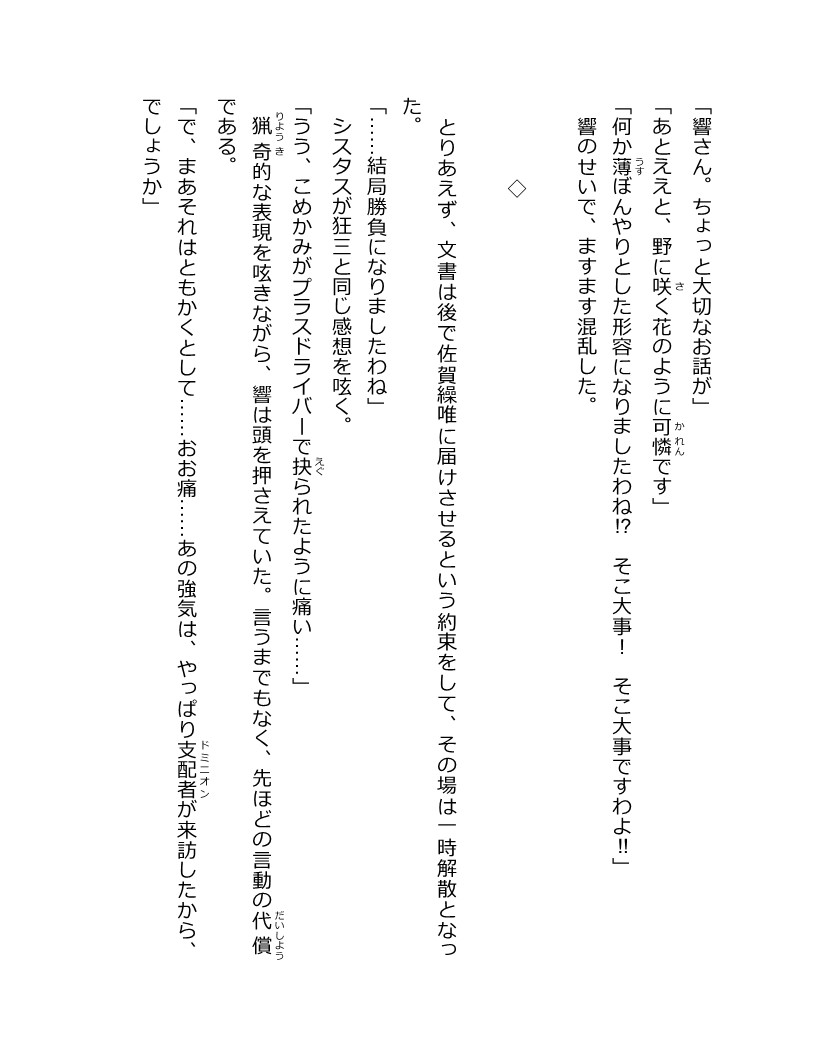 「響さん。ちょっと大切なお話が」
「あとええと、野に咲く花のように可憐です」
「何か薄ぼんやりとした形容になりましたわね!?　そこ大事！　そこ大事ですわよ!!」
　響のせいで、ますます混乱した。
◇
　とりあえず、文書は後で佐賀繰唯に届けさせるという約束をして、その場は一時解散となっ
た。
「……結局勝負になりましたわね」
　シスタスが狂三と同じ感想を呟く。
「うう、こめかみがプラスドライバーで抉られたように痛い……」
　猟奇的な表現を呟きながら、響は頭を押さえていた。言うまでもなく、先ほどの言動の代償
である。
「で、まあそれはともかくとして……おお痛……あの強気は、やっぱり支配者が来訪したから、
でしょうか」